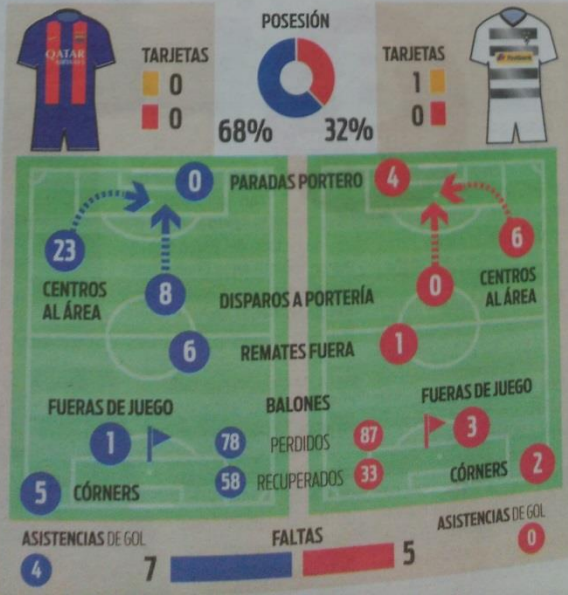 POSESIÓN
TARJETAS
0
0
68% 32%
TARJETAS
1
0
QATAR
0 PARADAS PORTERO 4
23
CENTROS
AL ÁREA
6
CENTROS
AL ÁREA
8 DISPAROS A PORTERÍA 0
6 REMATES FUERA 1
FUERAS DE JUEGO
1
BALONES
78 PERDIDOS 87
58 RECUPERADOS 33
FUERAS DE JUEGO
3
5 CÓRNERS
CÓRNERS 2
ASISTENCIAS DE GOL
4
FALTAS
7 5
ASISTENCIAS DE GOL
0